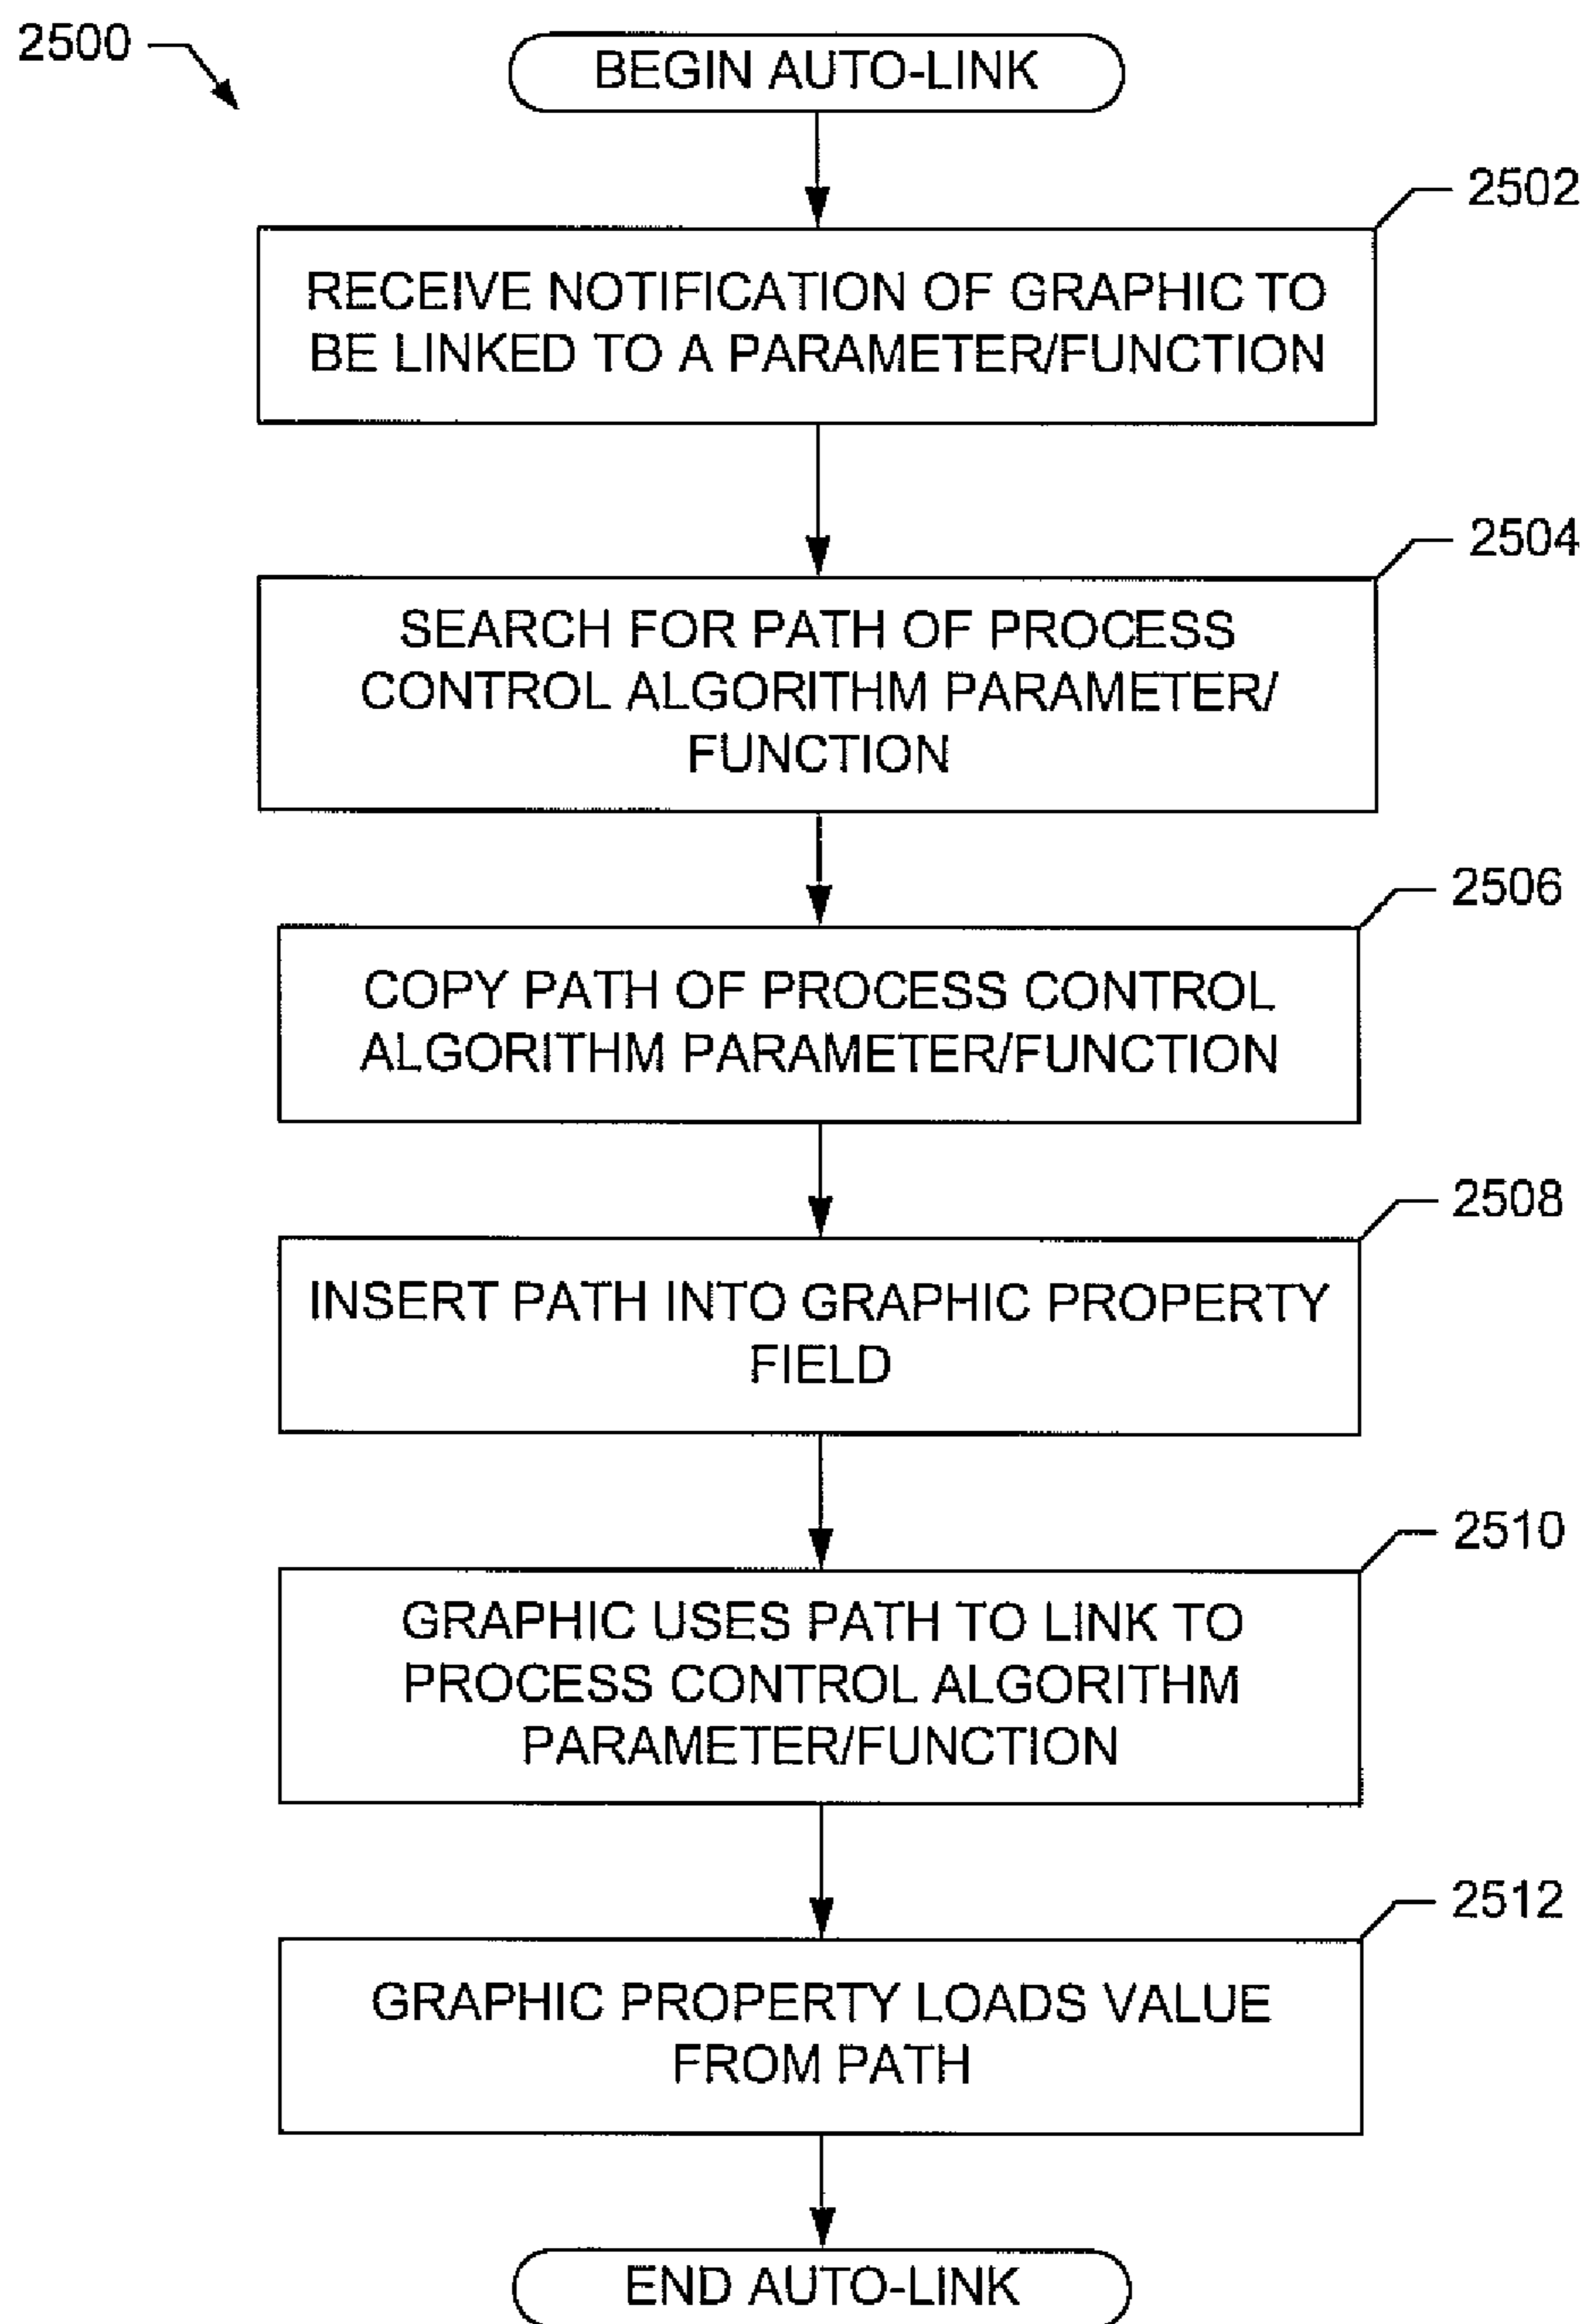 2500
BEGIN AUTO-LINK
2502
RECEIVE NOTIFICATION OF GRAPHIC TO
BE LINKED TO A PARAMETER/FUNCTION
2504
SEARCH FOR PATH OF PROCESS
CONTROL ALGORITHM PARAMETER/
FUNCTION
2506
COPY PATH OF PROCESS CONTROL
ALGORITHM PARAMETER/FUNCTION
2508
INSERT PATH INTO GRAPHIC PROPERTY
FIELD
2510
GRAPHIC USES PATH TO LINK TO
PROCESS CONTROL ALGORITHM
PARAMETER/FUNCTION
2512
GRAPHIC PROPERTY LOADS VALUE
FROM PATH
END AUTO-LINK